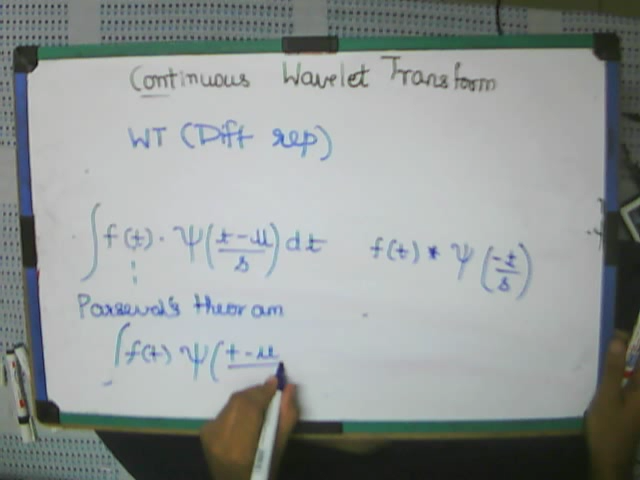 Continuous Wavelet Transform
WT (Diff rep)
∫ f(t) · ψ(t-u/s) dt    f(t) * ψ(-t/s)
Parseval's theoram
∫ f(t) ψ(t-u